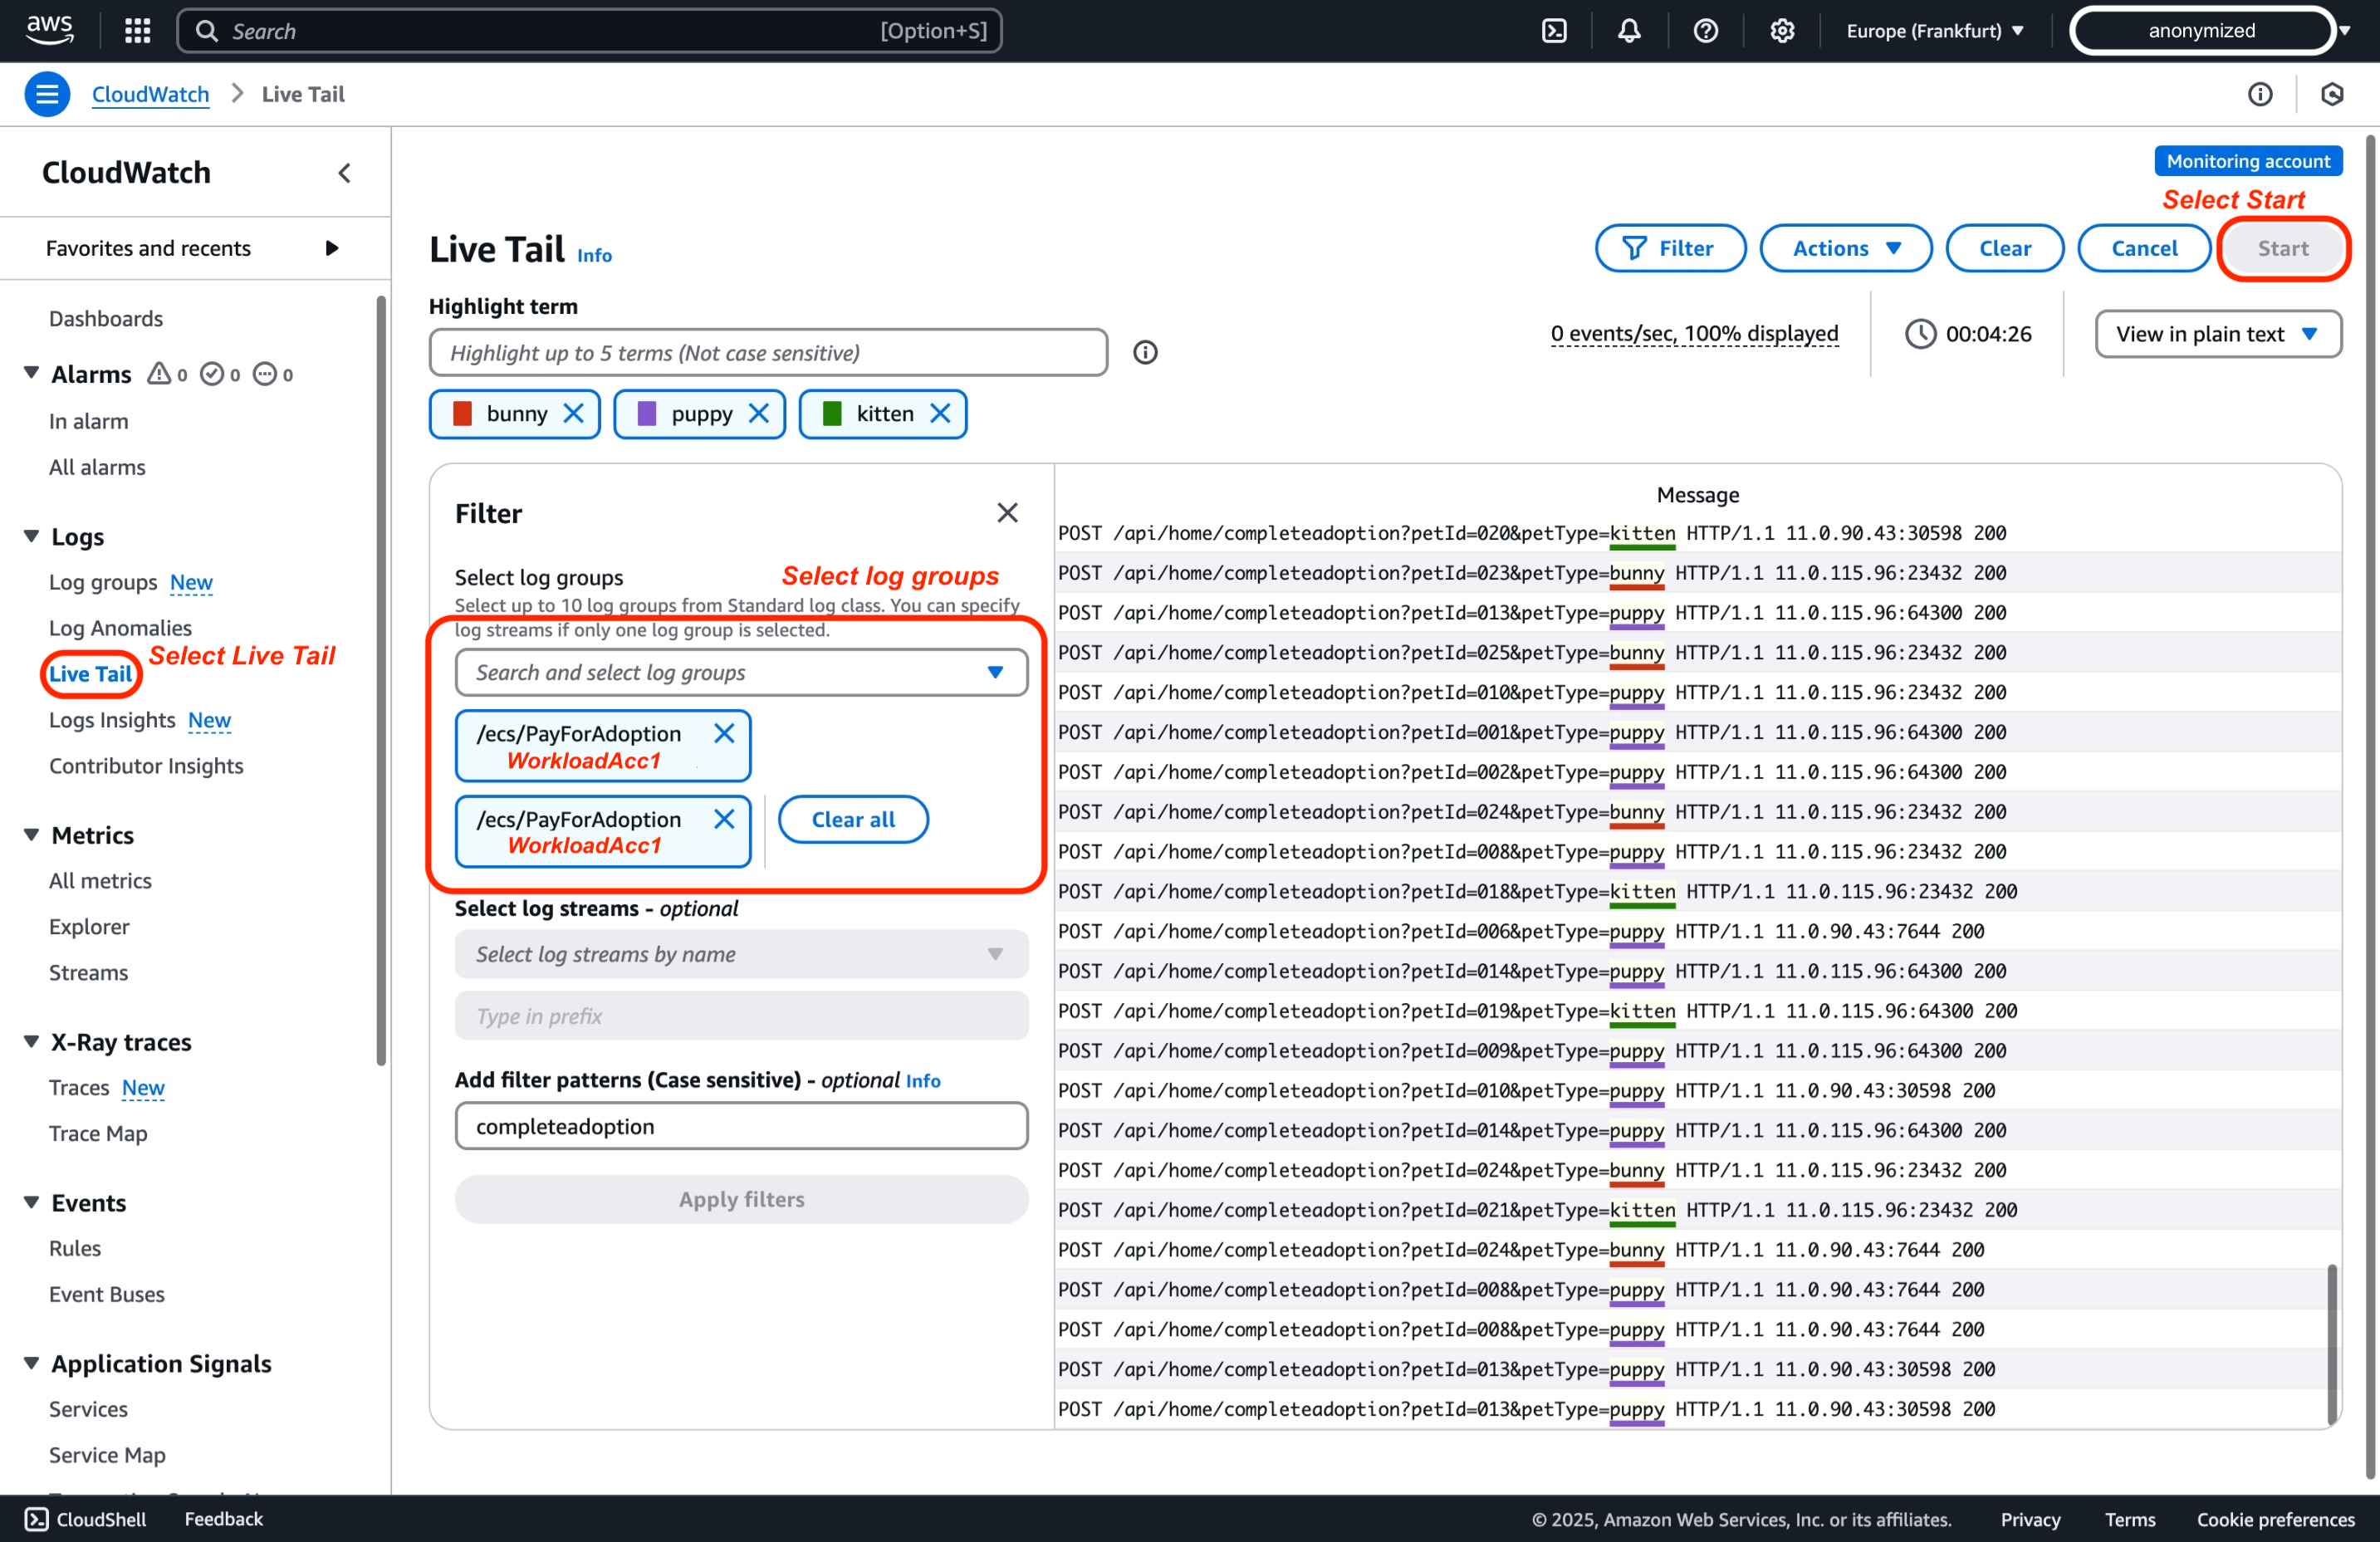 aws
Search [Option+S]
Europe (Frankfurt)
anonymized
CloudWatch > Live Tail
CloudWatch
Favorites and recents
Dashboards
Alarms 0 0 0
In alarm
All alarms
Logs
Log groups New
Log Anomalies
Live Tail
Select Live Tail
Logs Insights New
Contributor Insights
Metrics
All metrics
Explorer
Streams
X-Ray traces
Traces New
Trace Map
Events
Rules
Event Buses
Application Signals
Services
Service Map
Monitoring account
Select Start
Live Tail Info
Filter
Actions
Clear
Cancel
Start
Highlight term
Highlight up to 5 terms (Not case sensitive)
0 events/sec, 100% displayed
00:04:26
View in plain text
bunny
puppy
kitten
Filter
Select log groups
Select log groups
Select up to 10 log groups from Standard log class. You can specify
log streams if only one log group is selected.
Search and select log groups
/ecs/PayForAdoption
WorkloadAcc1
/ecs/PayForAdoption
WorkloadAcc1
Clear all
Select log streams - optional
Select log streams by name
Type in prefix
Add filter patterns (Case sensitive) - optional Info
completeadoption
Apply filters
Message
POST /api/home/completeadoption?petId=020&petType=kitten HTTP/1.1 11.0.90.43:30598 200
POST /api/home/completeadoption?petId=023&petType=bunny HTTP/1.1 11.0.115.96:23432 200
POST /api/home/completeadoption?petId=013&petType=puppy HTTP/1.1 11.0.115.96:64300 200
POST /api/home/completeadoption?petId=025&petType=bunny HTTP/1.1 11.0.115.96:23432 200
POST /api/home/completeadoption?petId=010&petType=puppy HTTP/1.1 11.0.115.96:23432 200
POST /api/home/completeadoption?petId=001&petType=puppy HTTP/1.1 11.0.115.96:64300 200
POST /api/home/completeadoption?petId=002&petType=puppy HTTP/1.1 11.0.115.96:64300 200
POST /api/home/completeadoption?petId=024&petType=bunny HTTP/1.1 11.0.115.96:23432 200
POST /api/home/completeadoption?petId=008&petType=puppy HTTP/1.1 11.0.115.96:23432 200
POST /api/home/completeadoption?petId=018&petType=kitten HTTP/1.1 11.0.115.96:23432 200
POST /api/home/completeadoption?petId=006&petType=puppy HTTP/1.1 11.0.90.43:7644 200
POST /api/home/completeadoption?petId=014&petType=puppy HTTP/1.1 11.0.115.96:64300 200
POST /api/home/completeadoption?petId=019&petType=kitten HTTP/1.1 11.0.115.96:64300 200
POST /api/home/completeadoption?petId=009&petType=puppy HTTP/1.1 11.0.115.96:64300 200
POST /api/home/completeadoption?petId=010&petType=puppy HTTP/1.1 11.0.90.43:30598 200
POST /api/home/completeadoption?petId=014&petType=puppy HTTP/1.1 11.0.115.96:64300 200
POST /api/home/completeadoption?petId=024&petType=bunny HTTP/1.1 11.0.115.96:23432 200
POST /api/home/completeadoption?petId=021&petType=kitten HTTP/1.1 11.0.115.96:23432 200
POST /api/home/completeadoption?petId=024&petType=bunny HTTP/1.1 11.0.90.43:7644 200
POST /api/home/completeadoption?petId=008&petType=puppy HTTP/1.1 11.0.90.43:7644 200
POST /api/home/completeadoption?petId=008&petType=puppy HTTP/1.1 11.0.90.43:7644 200
POST /api/home/completeadoption?petId=013&petType=puppy HTTP/1.1 11.0.90.43:30598 200
POST /api/home/completeadoption?petId=013&petType=puppy HTTP/1.1 11.0.90.43:30598 200
CloudShell
Feedback
© 2025, Amazon Web Services, Inc. or its affiliates.
Privacy
Terms
Cookie preferences